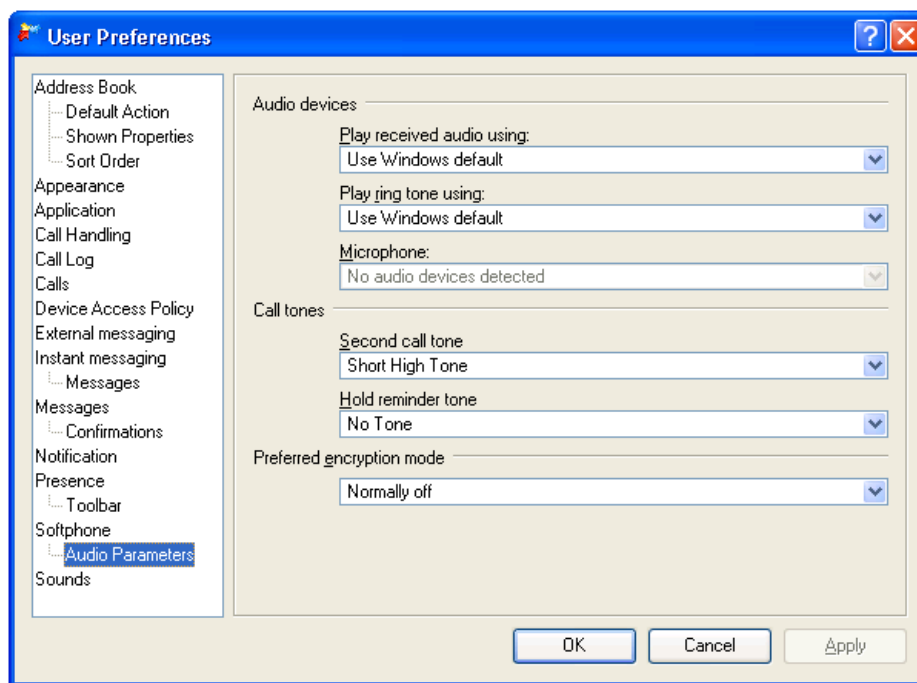 User Preferences
Address Book
Default Action
Shown Properties
Sort Order
Appearance
Application
Call Handling
Call Log
Calls
Device Access Policy
External messaging
Instant messaging
Messages
Messages
Confirmations
Notification
Presence
Toolbar
Softphone
Audio Parameters
Sounds
Audio devices
Play received audio using:
Use Windows default
Play ring tone using:
Use Windows default
Microphone:
No audio devices detected
Call tones
Second call tone
Short High Tone
Hold reminder tone
No Tone
Preferred encryption mode
Normally off
OK
Cancel
Apply